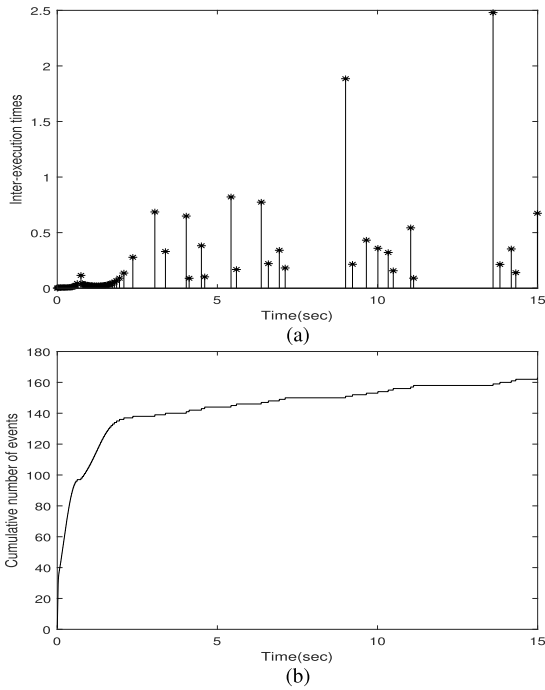 2.5
2
1.5
1
0.5
0
Inter-execution times
0 5 10 15
Time(sec)
(a)
180
160
140
120
100
80
60
40
20
0
Cumulative number of events
0 5 10 15
Time(sec)
(b)